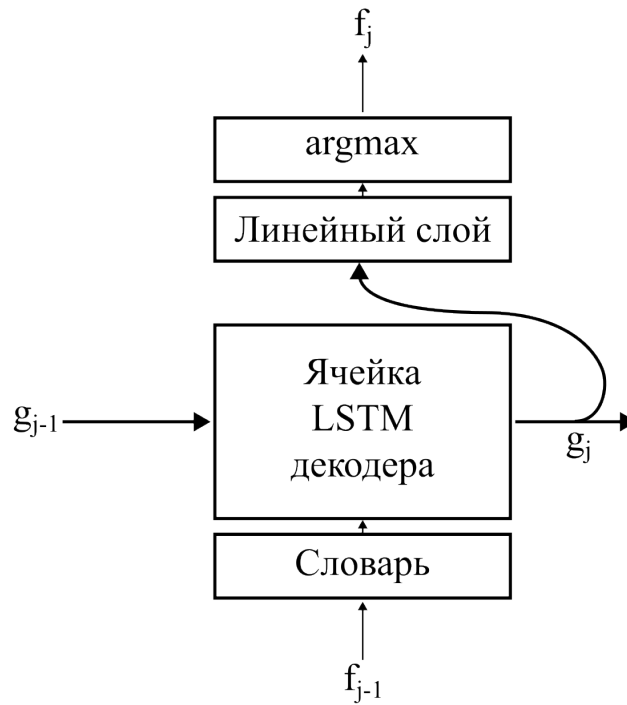 f_j
argmax
Линейный слой
Ячейка
LSTM
декодера
g_{j-1}
g_j
Словарь
f_{j-1}